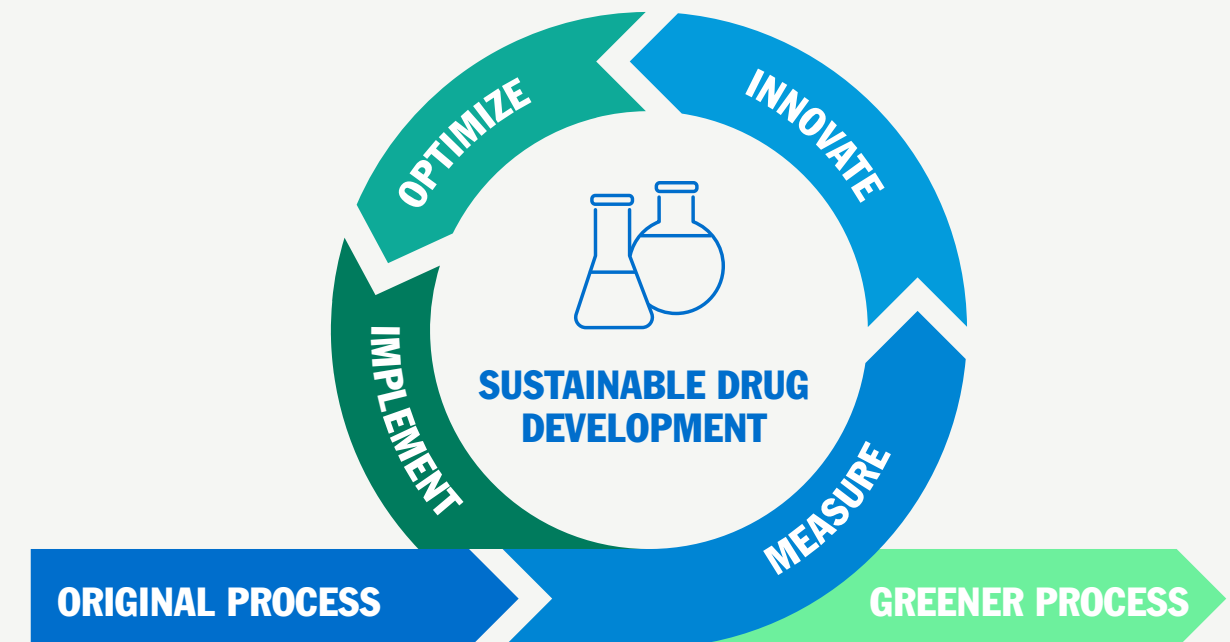 OPTIMIZE
INNOVATE
IMPLEMENT
SUSTAINABLE DRUG
DEVELOPMENT
MEASURE
ORIGINAL PROCESS
GREENER PROCESS